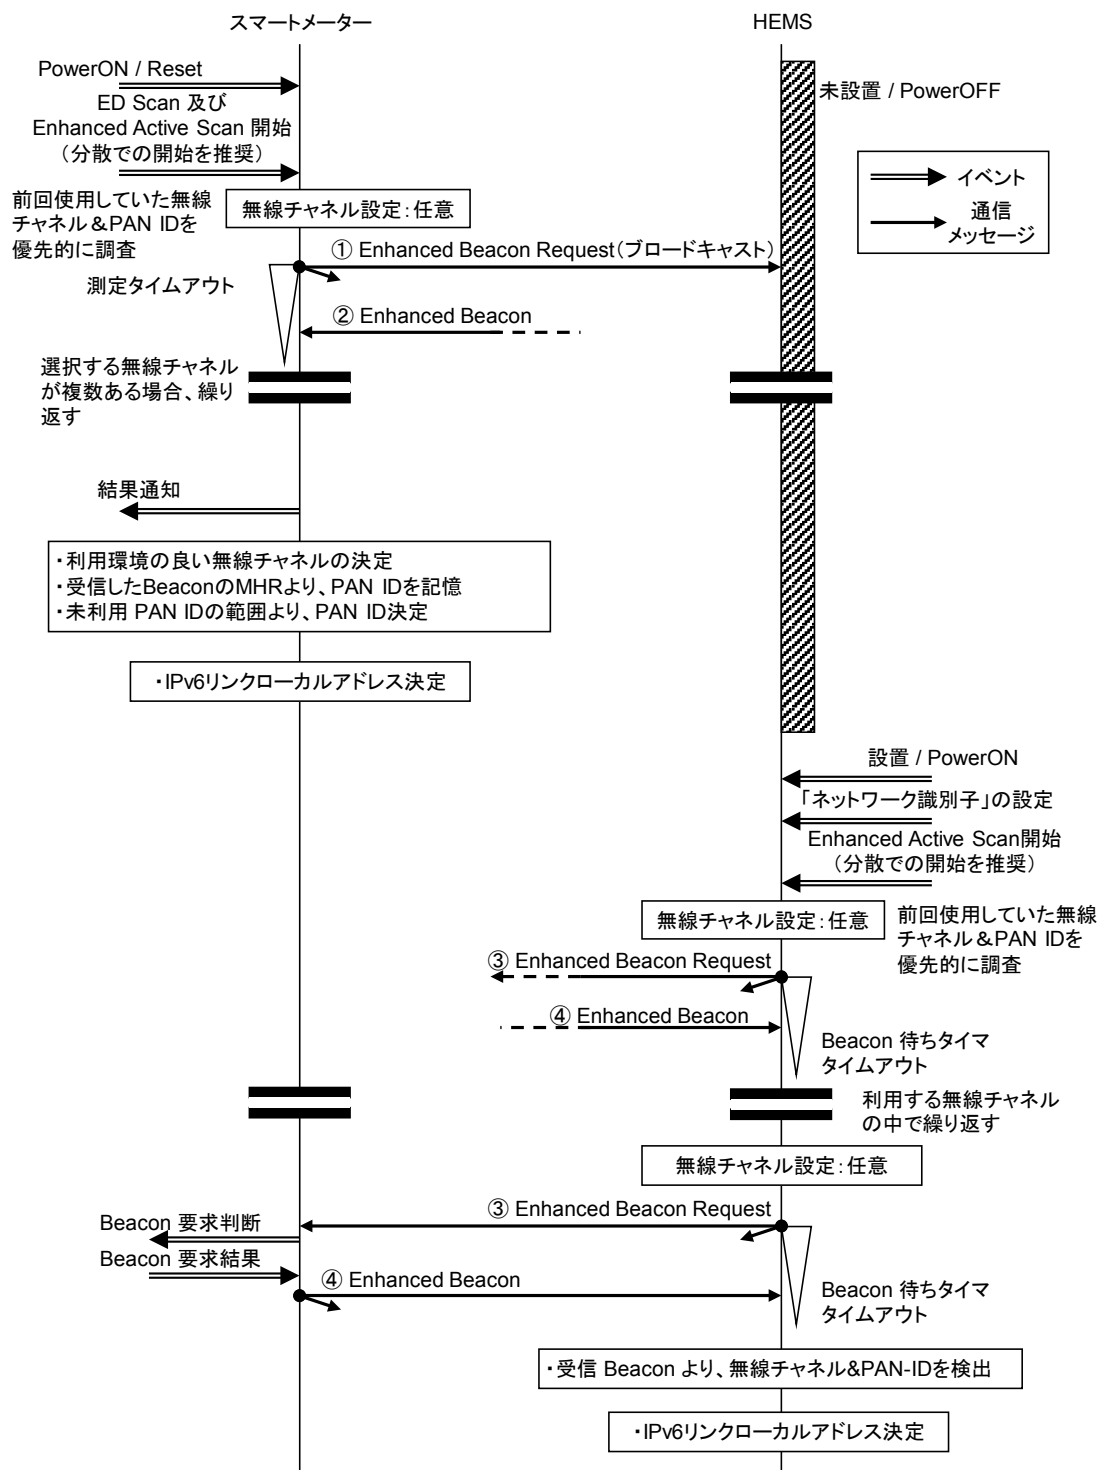 スマートメーター
HEMS
PowerON / Reset
未設置 / PowerOFF
ED Scan 及び
Enhanced Active Scan 開始
（分散での開始を推奨）
イベント
通信
メッセージ
前回使用していた無線
チャネル＆PAN IDを
優先的に調査
無線チャネル設定：任意
① Enhanced Beacon Request（ブロードキャスト）
測定タイムアウト
② Enhanced Beacon
選択する無線チャネル
が複数ある場合、繰り
返す
結果通知
・利用環境の良い無線チャネルの決定
・受信したBeaconのMHRより、PAN IDを記憶
・未利用 PAN IDの範囲より、PAN ID決定
・IPv6リンクローカルアドレス決定
設置 / PowerON
「ネットワーク識別子」の設定
Enhanced Active Scan開始
（分散での開始を推奨）
無線チャネル設定：任意
前回使用していた無線
チャネル＆PAN IDを
優先的に調査
③ Enhanced Beacon Request
④ Enhanced Beacon
Beacon 待ちタイマ
タイムアウト
利用する無線チャネル
の中で繰り返す
無線チャネル設定：任意
③ Enhanced Beacon Request
Beacon 要求判断
Beacon 要求結果
④ Enhanced Beacon
Beacon 待ちタイマ
タイムアウト
・受信 Beacon より、無線チャネル&PAN-IDを検出
・IPv6リンクローカルアドレス決定